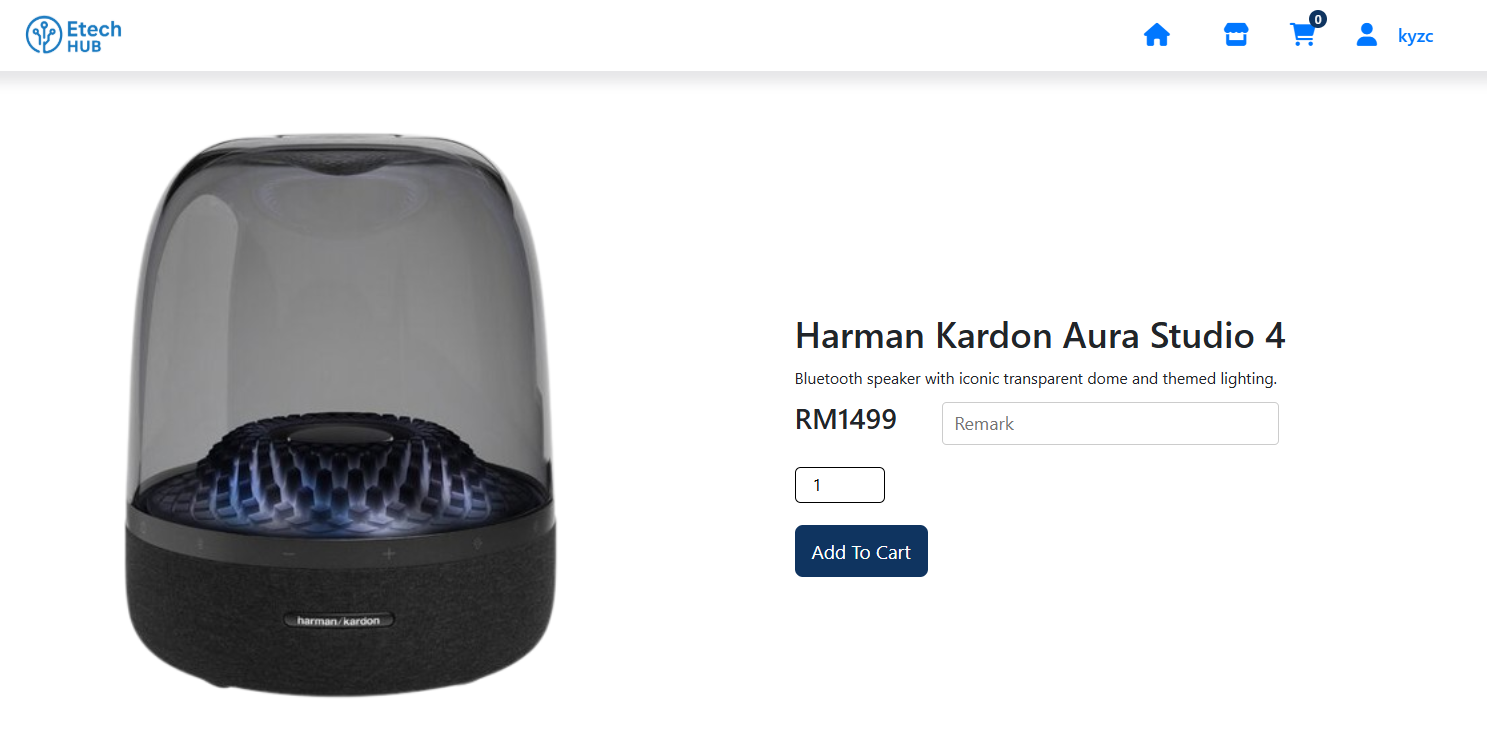 Etech
HUB
0
kyzc
Harman Kardon Aura Studio 4
Bluetooth speaker with iconic transparent dome and themed lighting.
RM1499
Remark
1
Add To Cart
harman/kardon